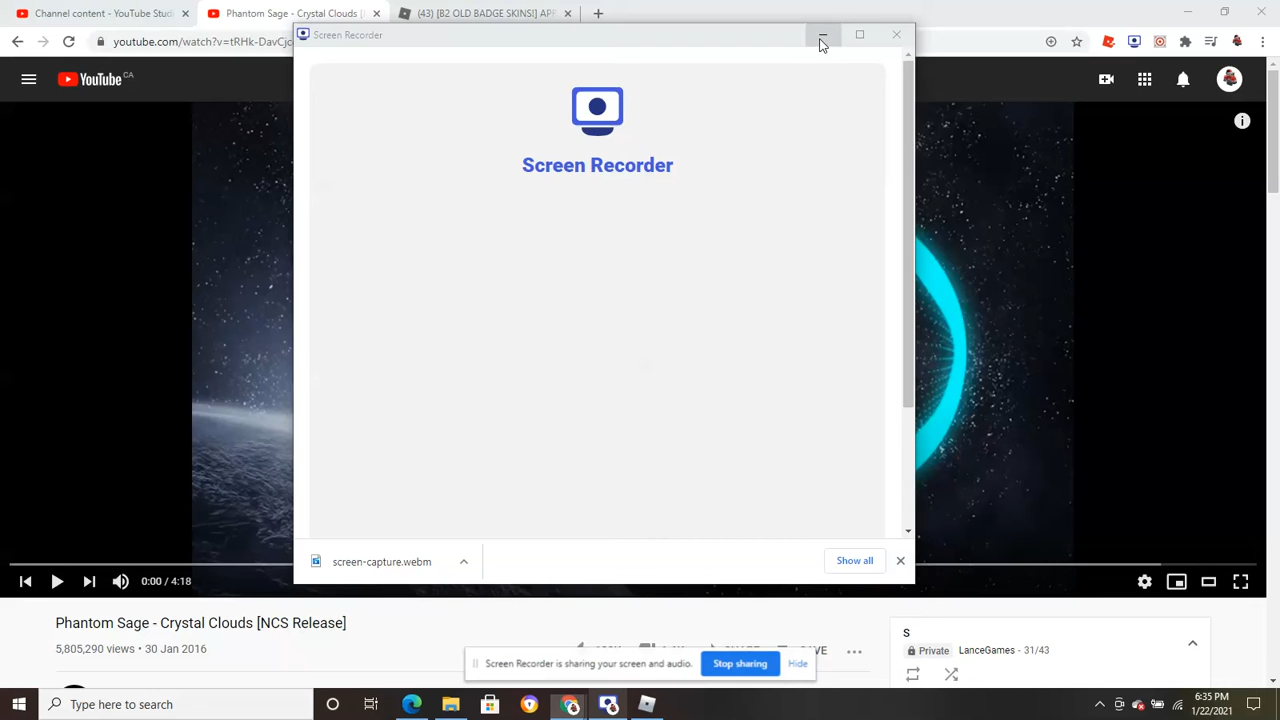 Channel content - YouTube Studi
Phantom Sage - Crystal Clouds [
(43) [B2 OLD BADGE SKINS!] APH
youtube.com/watch?v=tRHk-DavCjc
Screen Recorder
YouTube CA
Screen Recorder
screen-capture.webm
Show all
0:00 / 4:18
Phantom Sage - Crystal Clouds [NCS Release]
5,805,290 views • 30 Jan 2016
S
Private LanceGames - 31/43
Screen Recorder is sharing your screen and audio. Stop sharing Hide
Type here to search
6:35 PM
1/22/2021